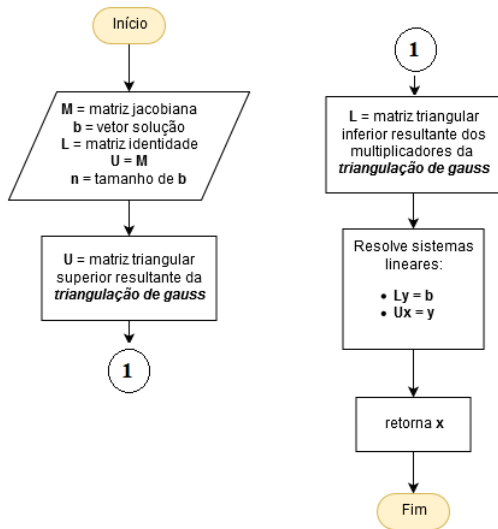 Início
M = matriz jacobiana
b = vetor solução
L = matriz identidade
U = M
n = tamanho de b
U = matriz triangular
superior resultante da
triangulação de gauss
1
1
L = matriz triangular
inferior resultante dos
multiplicadores da
triangulação de gauss
Resolve sistemas
lineares:
• Ly = b
• Ux = y
retorna x
Fim